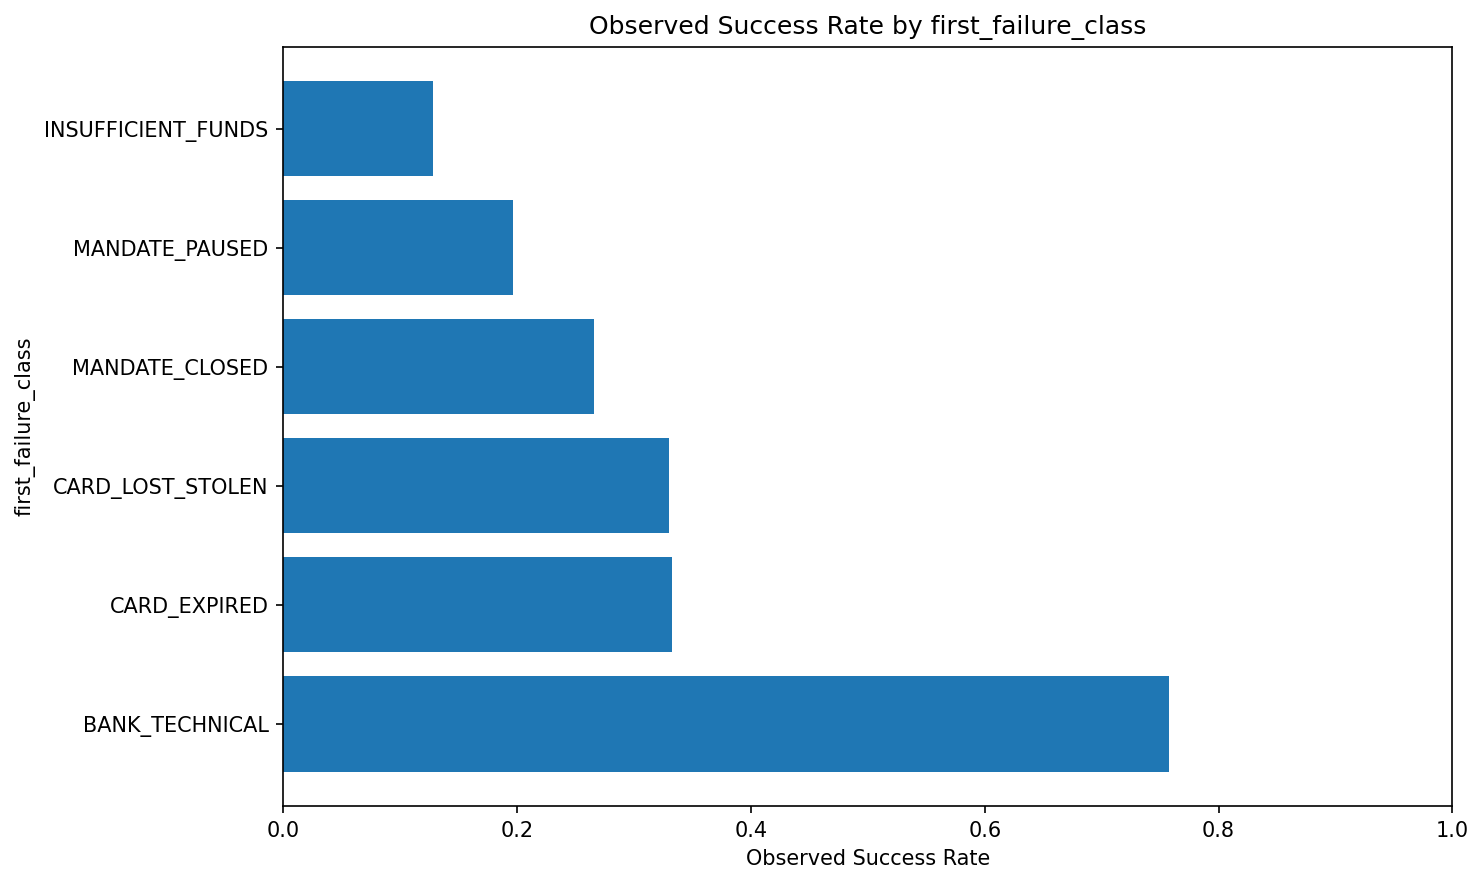 Observed Success Rate by first_failure_class
first_failure_class
INSUFFICIENT_FUNDS
MANDATE_PAUSED
MANDATE_CLOSED
CARD_LOST_STOLEN
CARD_EXPIRED
BANK_TECHNICAL
0.0 0.2 0.4 0.6 0.8 1.0
Observed Success Rate